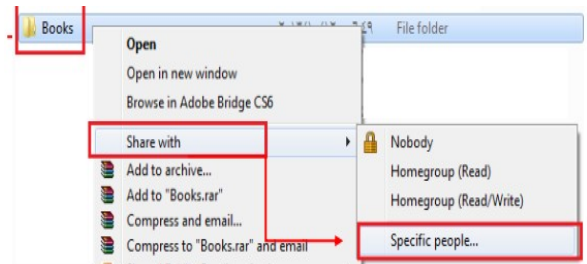 Books
File folder
Open
Open in new window
Browse in Adobe Bridge CS6
Share with
Add to archive...
Add to "Books.rar"
Compress and email...
Compress to "Books.rar" and email
Nobody
Homegroup (Read)
Homegroup (Read/Write)
Specific people...